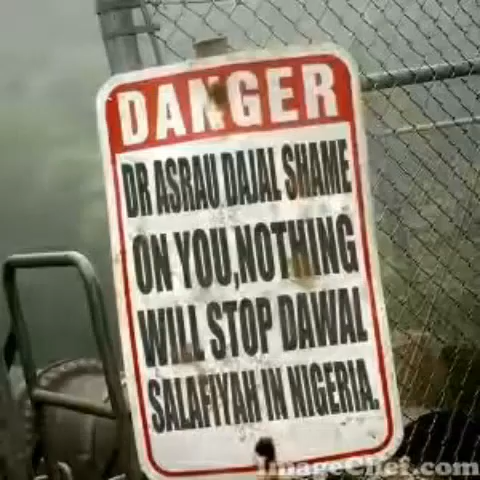 DANGER
DR ASRAU DAJAL SHAME
ON YOU,NOTHING
WILL STOP DAWAL
SALAFIYAH IN NIGERIA.
ImageChef.com